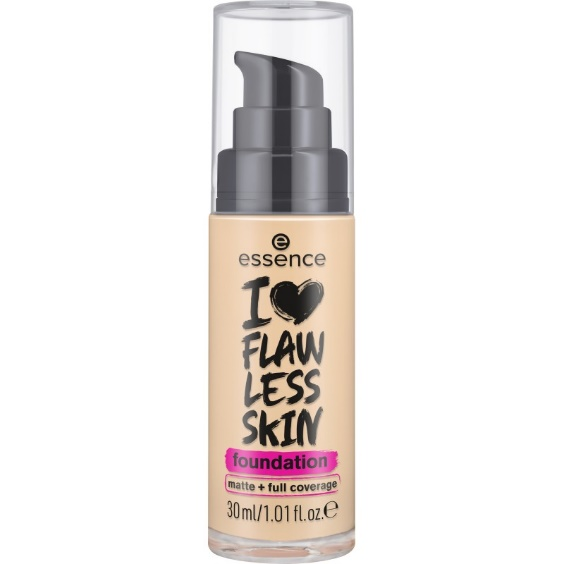 essence
I ♥
FLAW
LESS
SKIN
foundation
matte + full coverage
30ml/1.01 fl.oz.℮